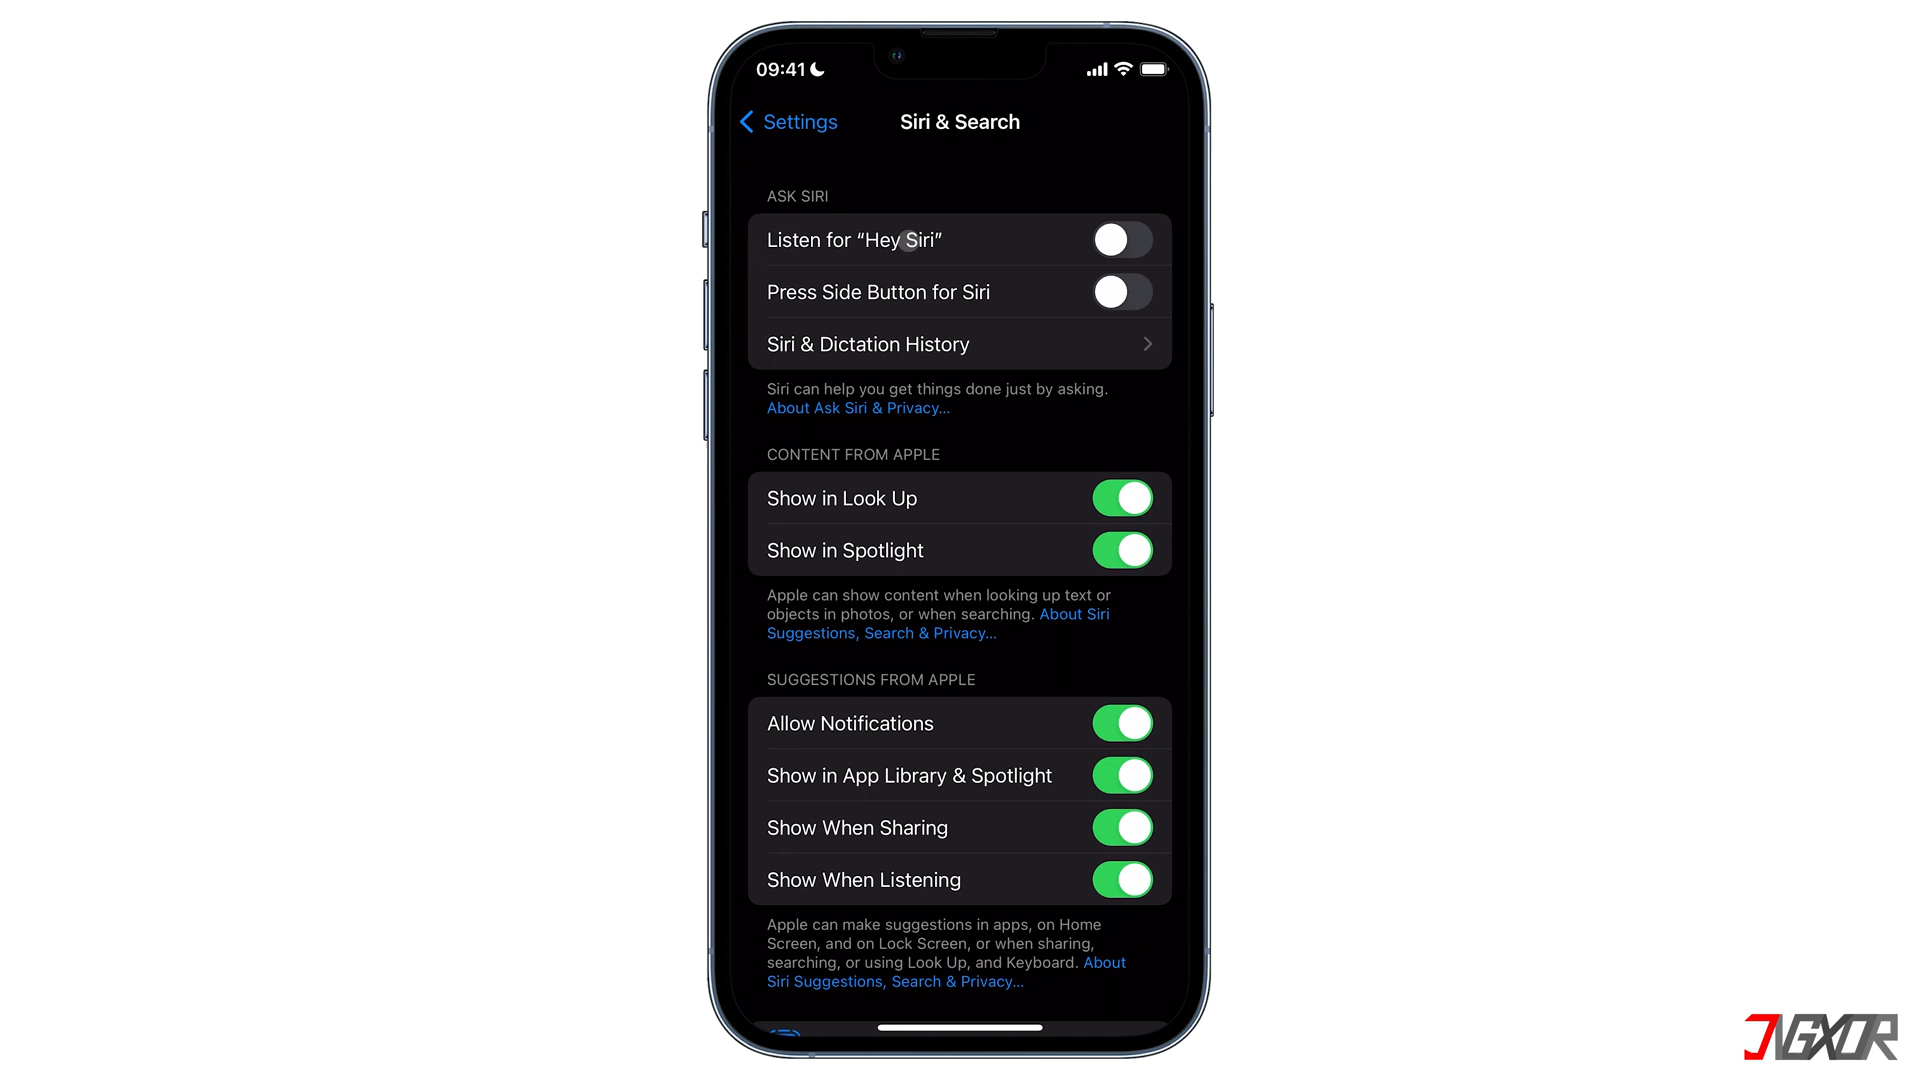 09:41
Settings
Siri & Search
ASK SIRI
Listen for “Hey Siri”
Press Side Button for Siri
Siri & Dictation History
Siri can help you get things done just by asking.
About Ask Siri & Privacy...
CONTENT FROM APPLE
Show in Look Up
Show in Spotlight
Apple can show content when looking up text or
objects in photos, or when searching. About Siri
Suggestions, Search & Privacy...
SUGGESTIONS FROM APPLE
Allow Notifications
Show in App Library & Spotlight
Show When Sharing
Show When Listening
Apple can make suggestions in apps, on Home
Screen, and on Lock Screen, or when sharing,
searching, or using Look Up, and Keyboard. About
Siri Suggestions, Search & Privacy...
JIGXOR